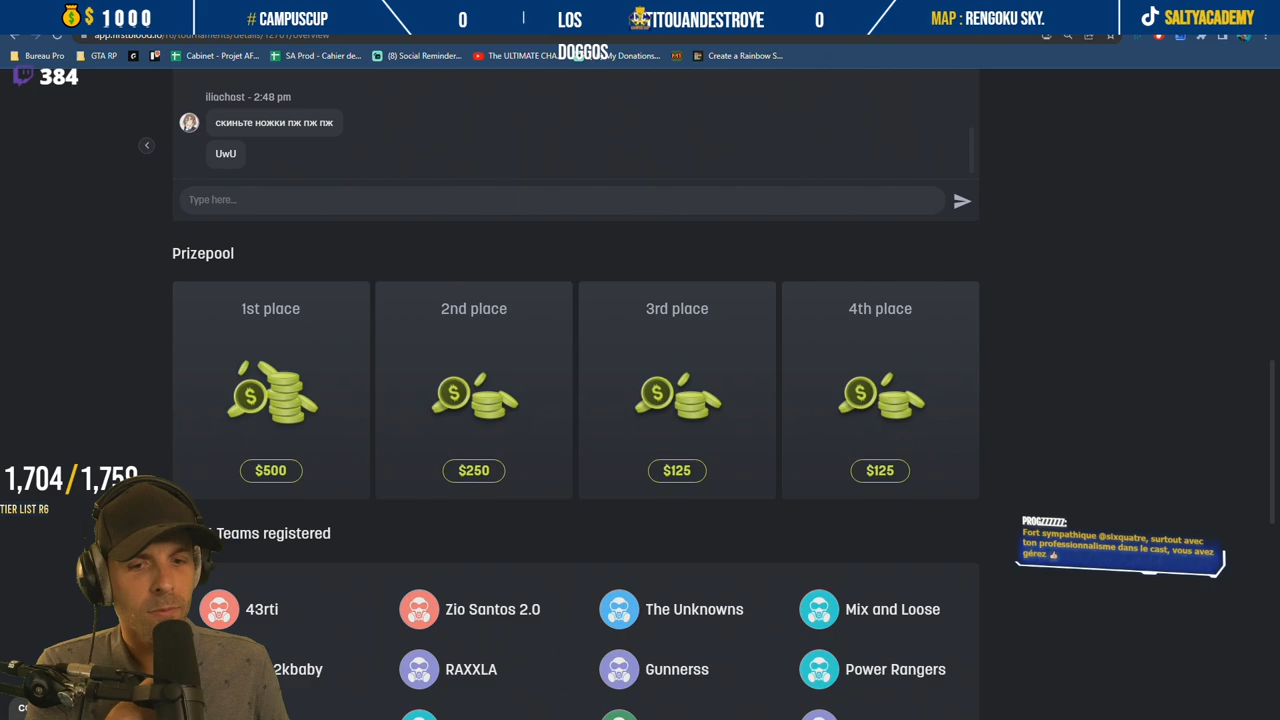 $ 1000
# CAMPUSCUP
0
LOS
DOGGOS
TITOUANDESTROYE
0
MAP : RENGOKU SKY.
SALTYACADEMY
Bureau Pro
GTA RP
Cabinet - Projet AF...
SA Prod - Cahier de...
(8) Social Reminder...
The ULTIMATE CHA...
My Donations...
Create a Rainbow S...
384
iliachast - 2:48 pm
скиньте ножки пж пж пж
UwU
Type here...
Prizepool
1st place
2nd place
3rd place
4th place
$500
$250
$125
$125
1,704/1,759
TIER LIST R6
Teams registered
PROGZZZZZZ:
Fort sympathique @sixquatre, surtout avec
ton professionnalisme dans le cast, vous avez
gérez 👍
43rti
Zio Santos 2.0
The Unknowns
Mix and Loose
2kbaby
RAXXLA
Gunnerss
Power Rangers